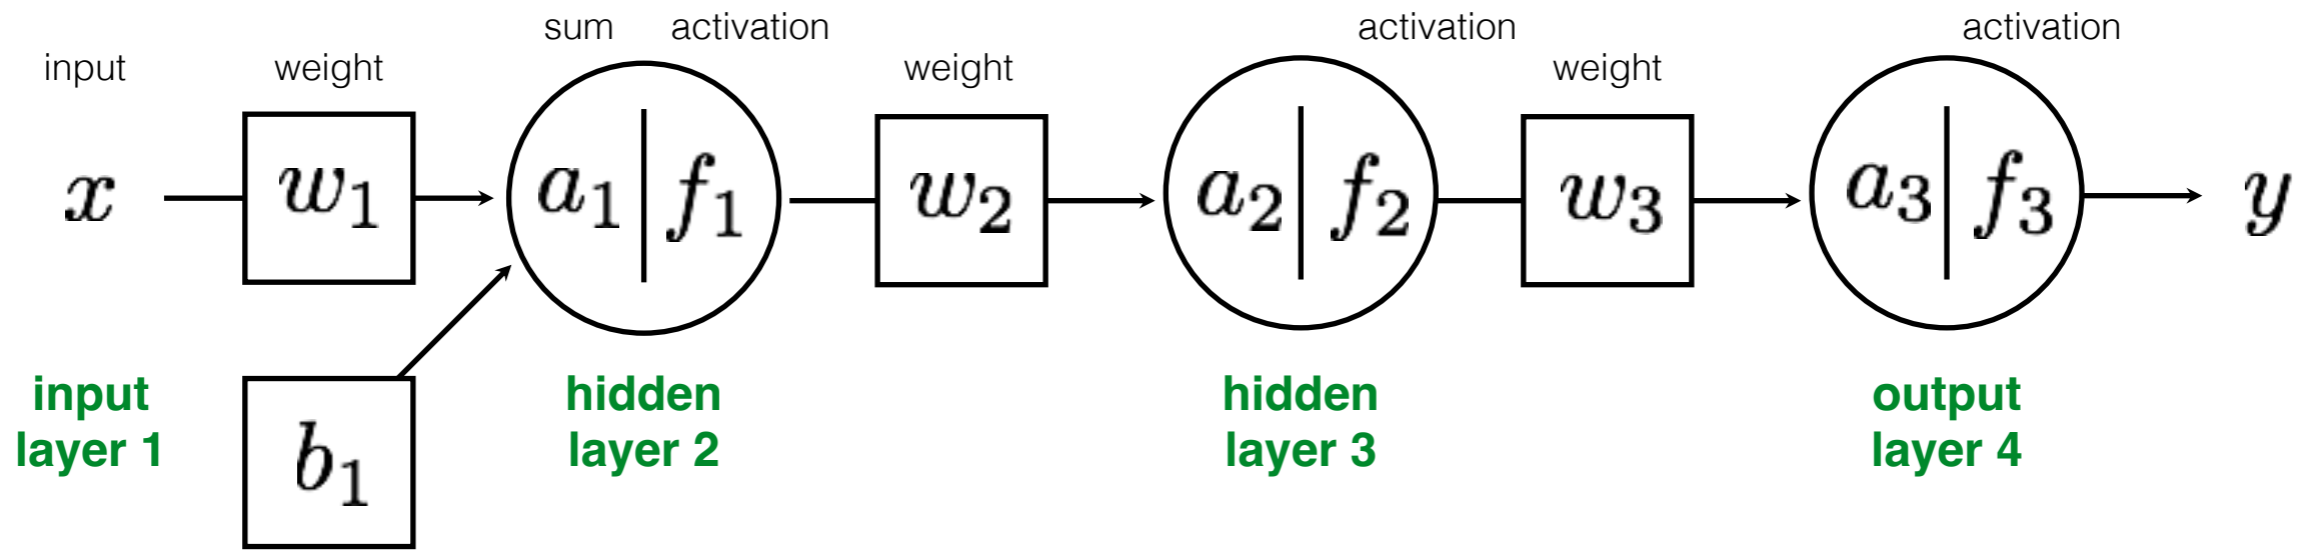 sum activation activation activation
input weight weight weight
x w₁ a₁ | f₁ w₂ a₂ | f₂ w₃ a₃ | f₃ y
input layer 1
hidden layer 2
hidden layer 3
output layer 4
b₁